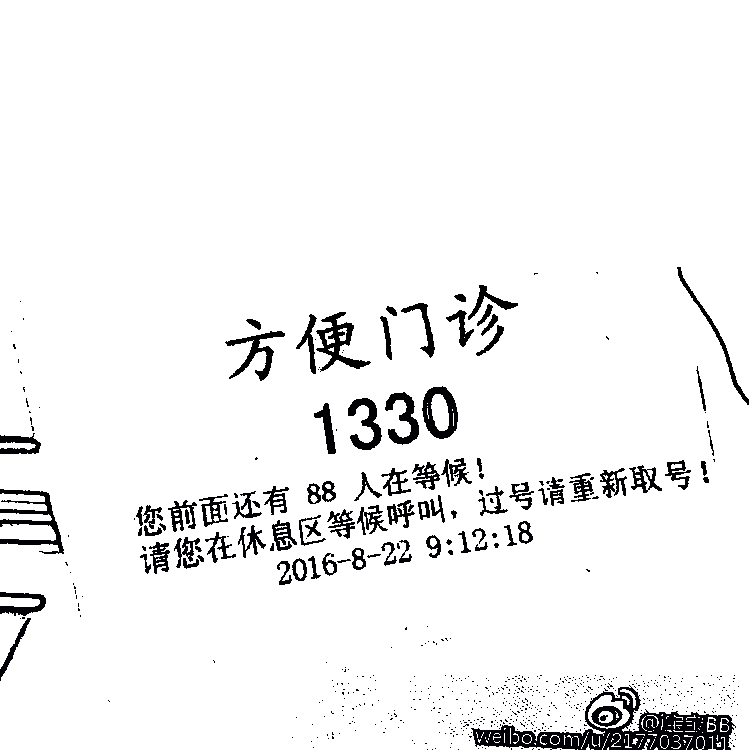 方便门诊
1330
您前面还有 88 人在等候！
请您在休息区等候呼叫，过号请重新取号！
2016-8-22 9:12:18
weibo.com/u/2177037011